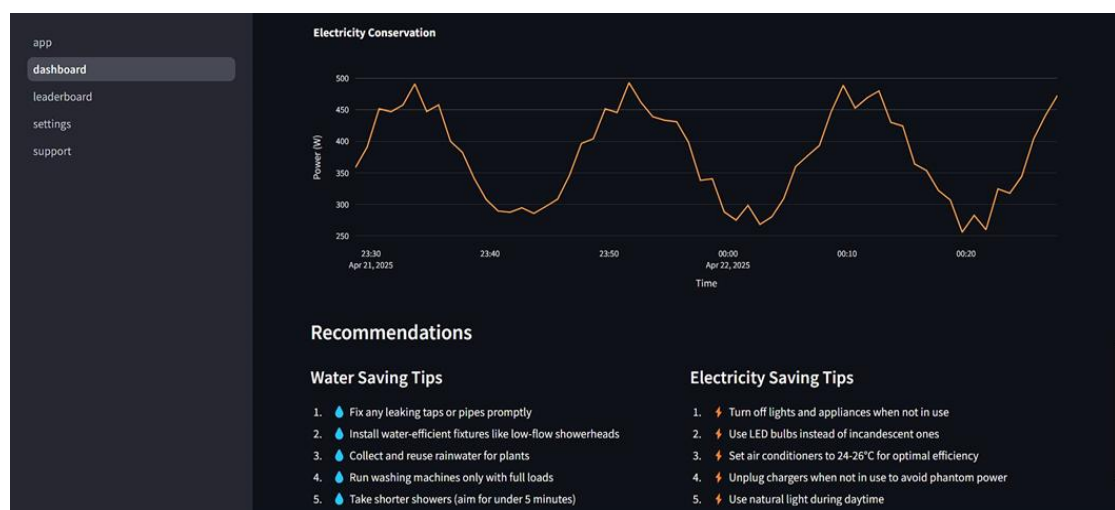 app
dashboard
leaderboard
settings
support
Electricity Conservation
500
450
400
350
300
250
Power (W)
23:30
Apr 21, 2025
23:40
23:50
00:00
Apr 22, 2025
00:10
00:20
Time
Recommendations
Water Saving Tips
1. 💧 Fix any leaking taps or pipes promptly
2. 💧 Install water-efficient fixtures like low-flow showerheads
3. 💧 Collect and reuse rainwater for plants
4. 💧 Run washing machines only with full loads
5. 💧 Take shorter showers (aim for under 5 minutes)
Electricity Saving Tips
1. ⚡ Turn off lights and appliances when not in use
2. ⚡ Use LED bulbs instead of incandescent ones
3. ⚡ Set air conditioners to 24-26°C for optimal efficiency
4. ⚡ Unplug chargers when not in use to avoid phantom power
5. ⚡ Use natural light during daytime